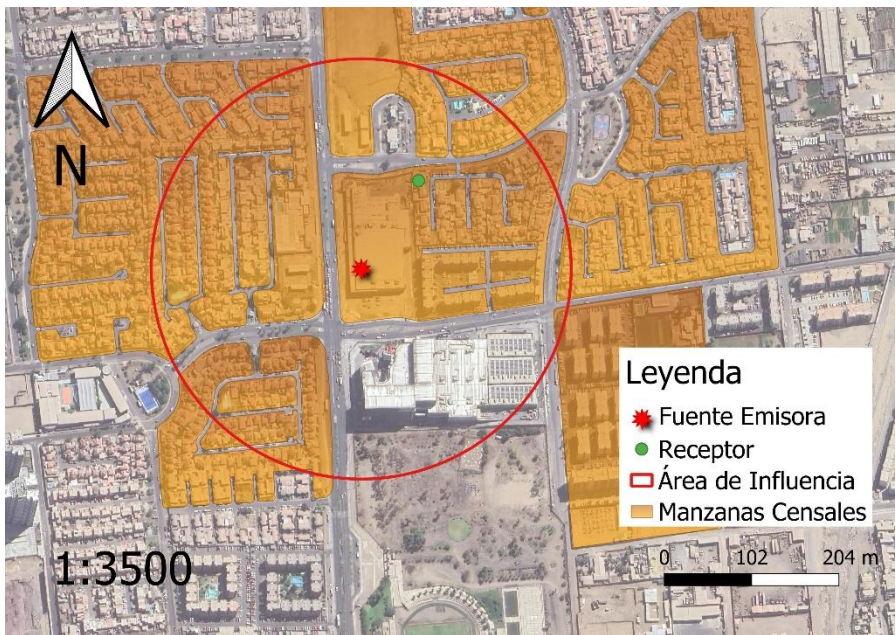 N
Leyenda
Fuente Emisora
Receptor
Área de Influencia
Manzanas Censales
1:3500
0 102 204 m